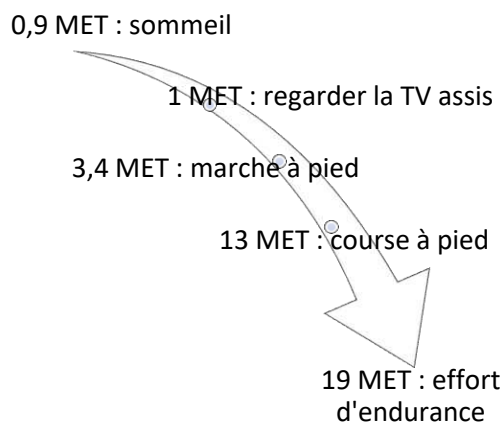 0,9 MET : sommeil
1 MET : regarder la TV assis
3,4 MET : marche à pied
13 MET : course à pied
19 MET : effort
d'endurance